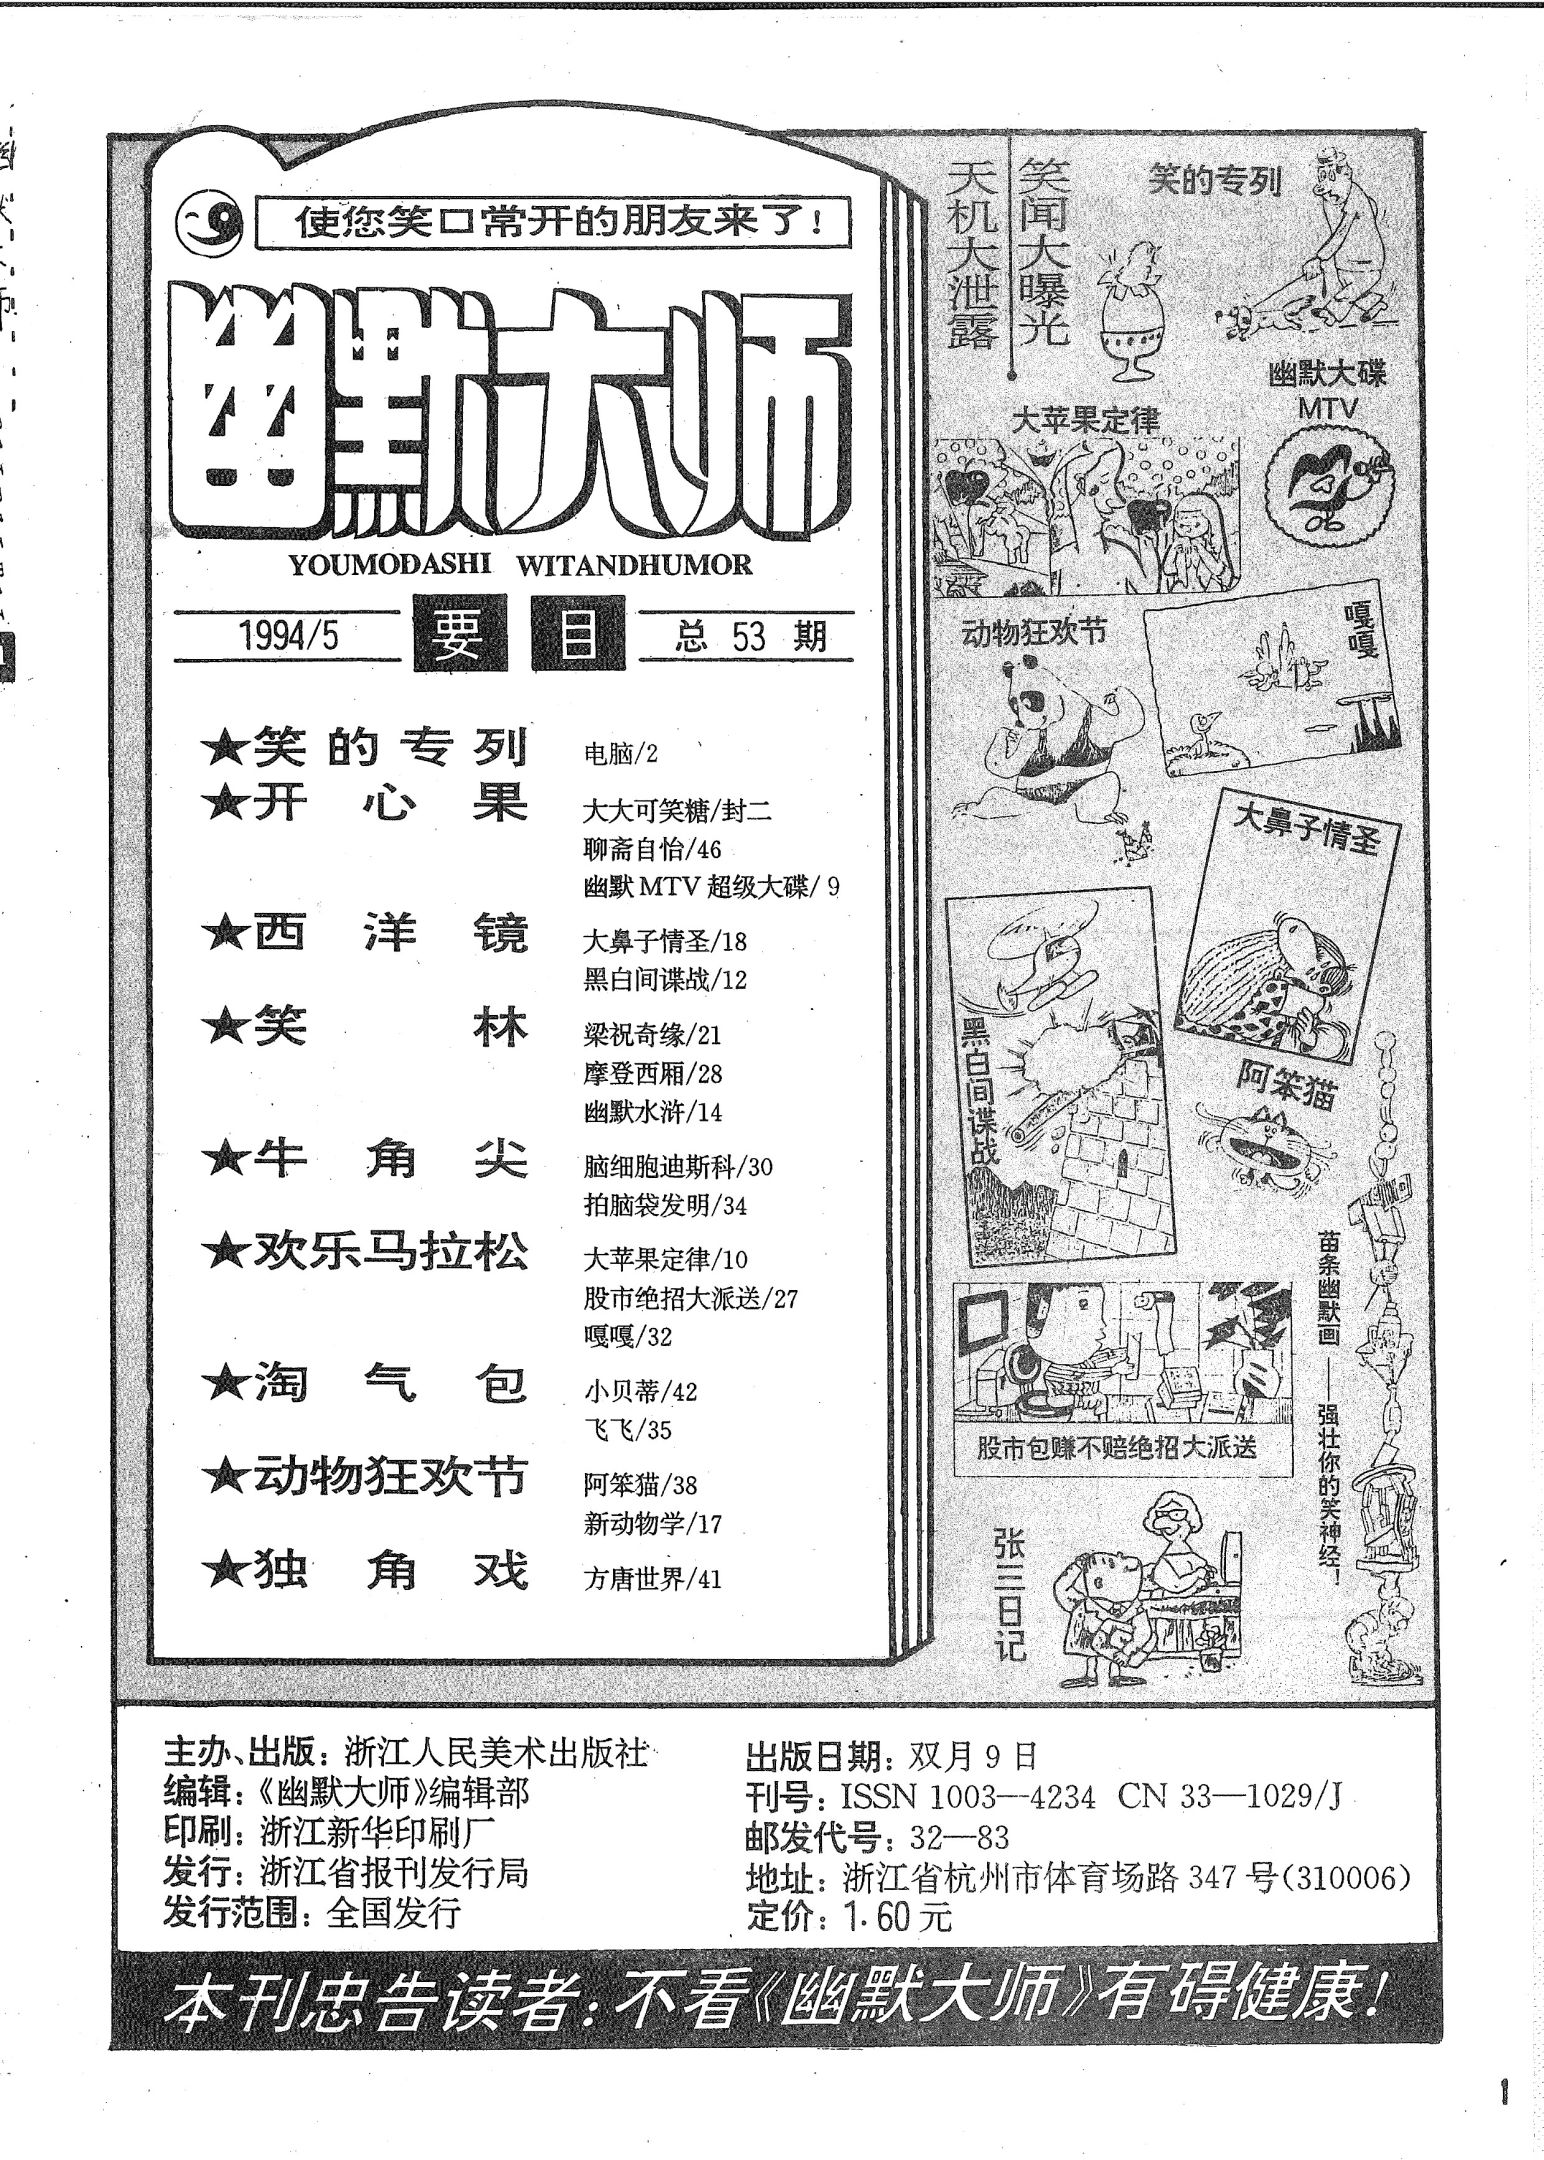 使您笑口常开的朋友来了!
幽默大师
YOUMODASHI WITANDHUMOR
1994/5 要目 总 53 期
★笑的专列 电脑/2
★开心果 大大可笑糖/封二
聊斋自怡/46
幽默 MTV 超级大碟/ 9
★西洋镜 大鼻子情圣/18
黑白间谍战/12
★笑林 梁祝奇缘/21
摩登西厢/28
幽默水浒/14
★牛角尖 脑细胞迪斯科/30
拍脑袋发明/34
★欢乐马拉松 大苹果定律/10
股市绝招大派送/27
嘎嘎/32
★淘气包 小贝蒂/42
飞飞/35
★动物狂欢节 阿笨猫/38
新动物学/17
★独角戏 方唐世界/41
笑闻大曝光
天机大泄露
笑的专列
幽默大碟
MTV
大苹果定律
动物狂欢节
嘎嘎
大鼻子情圣
黑白间谍战
阿笨猫
苗条幽默画——强壮你的笑神经!
股市包赚不赔绝招大派送
张三日记
主办、出版: 浙江人民美术出版社
编辑:《幽默大师》编辑部
印刷: 浙江新华印刷厂
发行: 浙江省报刊发行局
发行范围: 全国发行
出版日期: 双月 9 日
刊号: ISSN 1003—4234 CN 33—1029/J
邮发代号: 32—83
地址: 浙江省杭州市体育场路 347 号(310006)
定价: 1.60 元
本刊忠告读者: 不看《幽默大师》有碍健康!
1